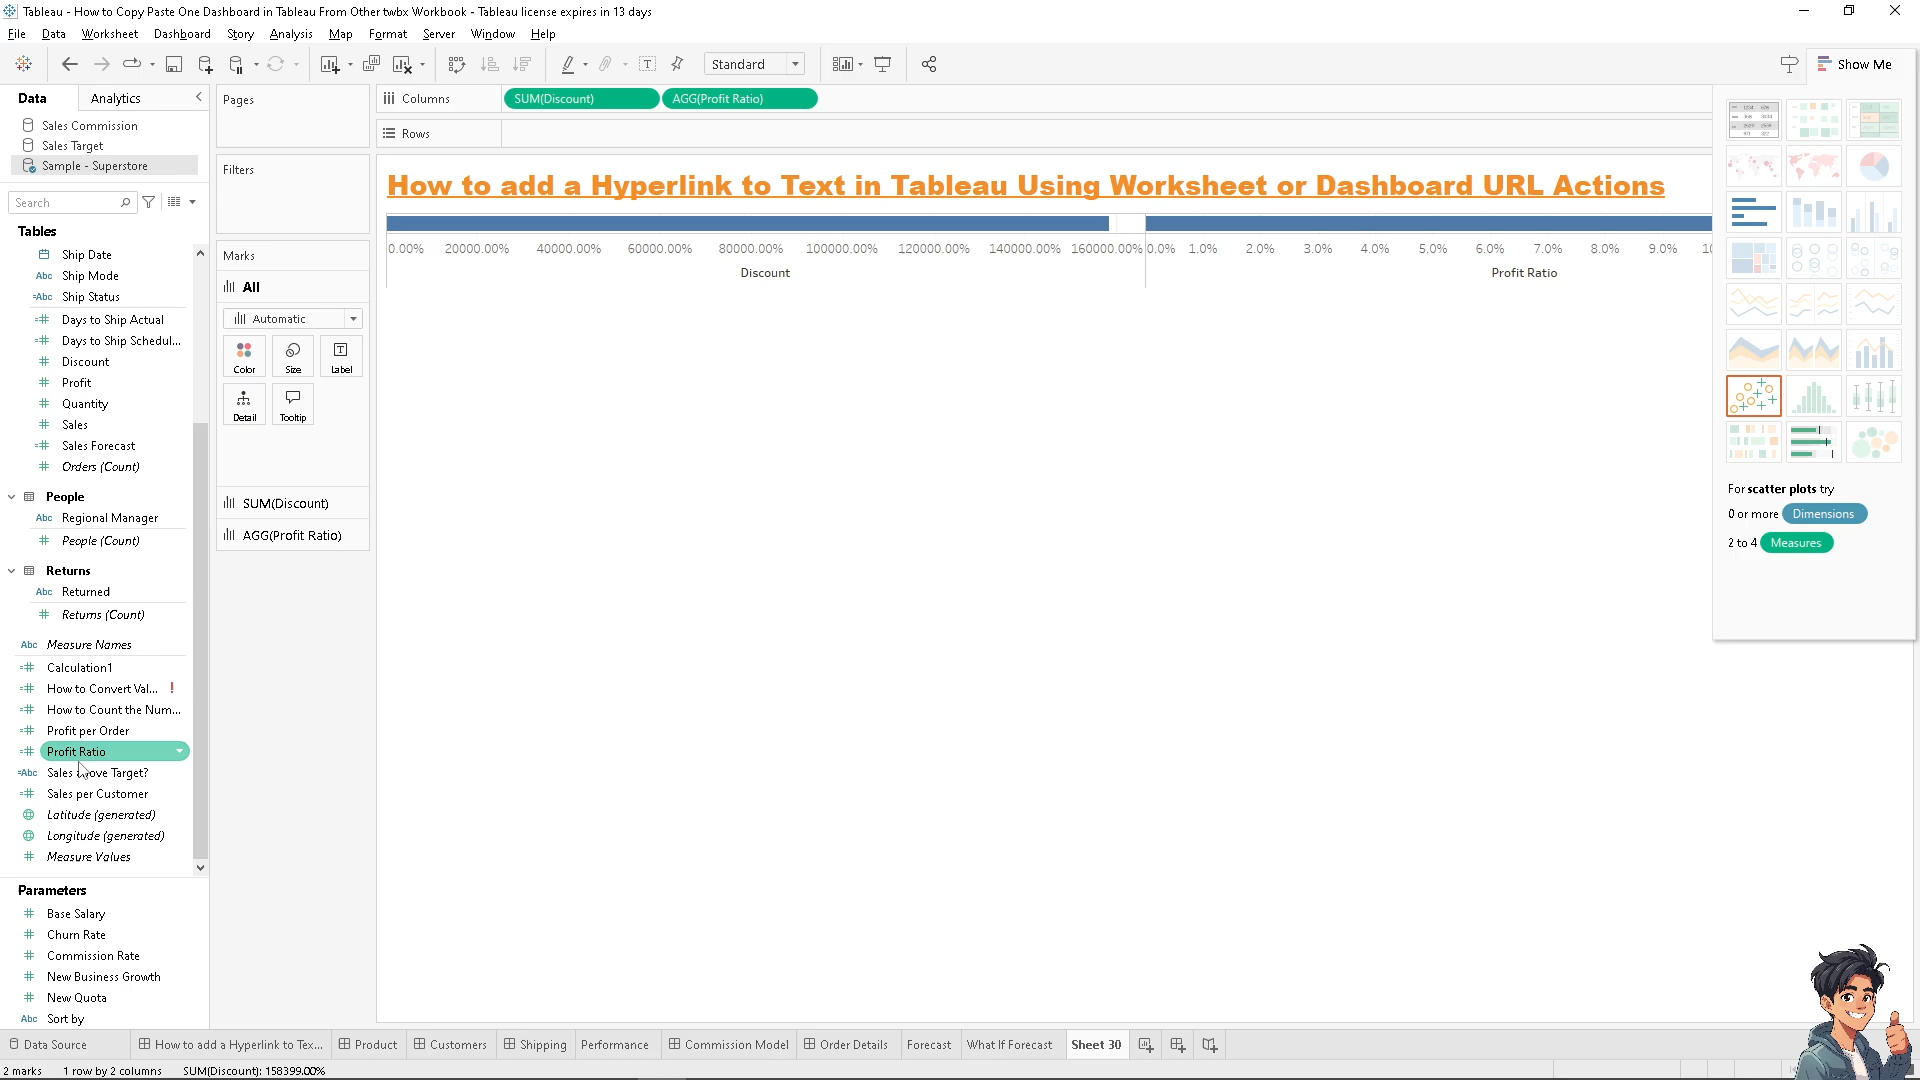 Tableau - How to Copy Paste One Dashboard in Tableau From Other twbx Workbook - Tableau license expires in 13 days
File Data Worksheet Dashboard Story Analysis Map Format Server Window Help
Standard
Show Me
Data Analytics
Sales Commission
Sales Target
Sample - Superstore
Search
Tables
Ship Date
Abc Ship Mode
=Abc Ship Status
Days to Ship Actual
Days to Ship Schedul...
Discount
Profit
Quantity
Sales
Sales Forecast
Orders (Count)
People
Abc Regional Manager
People (Count)
Returns
Abc Returned
Returns (Count)
Abc Measure Names
Calculation1
How to Convert Val... !
How to Count the Num...
Profit per Order
Profit Ratio
=Abc Sales above Target?
Sales per Customer
Latitude (generated)
Longitude (generated)
Measure Values
Parameters
Base Salary
Churn Rate
Commission Rate
New Business Growth
New Quota
Abc Sort by
Pages
Filters
Marks
All
Automatic
Color Size Label
Detail Tooltip
SUM(Discount)
AGG(Profit Ratio)
Columns SUM(Discount) AGG(Profit Ratio)
Rows
How to add a Hyperlink to Text in Tableau Using Worksheet or Dashboard URL Actions
0.00% 20000.00% 40000.00% 60000.00% 80000.00% 100000.00% 120000.00% 140000.00% 160000.00% 0.0% 1.0% 2.0% 3.0% 4.0% 5.0% 6.0% 7.0% 8.0% 9.0% 10
Discount Profit Ratio
For scatter plots try
0 or more Dimensions
2 to 4 Measures
Data Source How to add a Hyperlink to Tex... Product Customers Shipping Performance Commission Model Order Details Forecast What If Forecast Sheet 30
2 marks 1 row by 2 columns SUM(Discount): 158399.00%